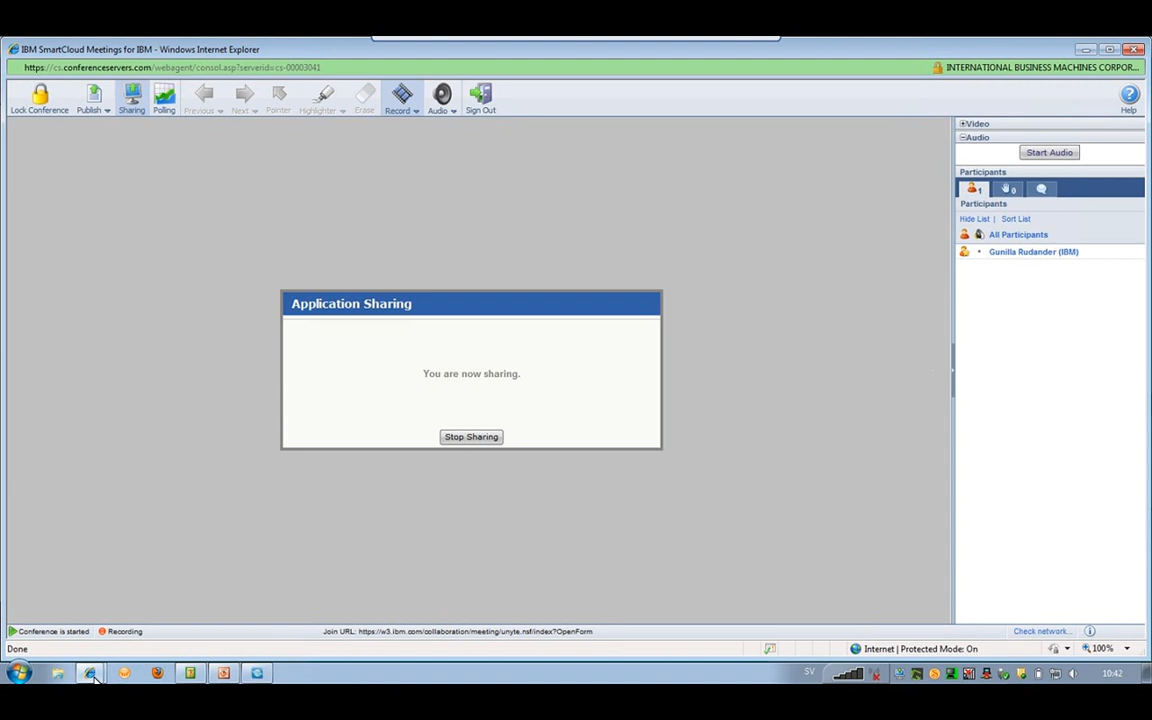 IBM SmartCloud Meetings for IBM - Windows Internet Explorer
https://cs.conferenceservers.com/webagent/consol.asp?serverid=cs-00003041
INTERNATIONAL BUSINESS MACHINES CORPOR...
Lock Conference Publish Sharing Polling Previous Next Pointer Highlighter Erase Record Audio Sign Out Help
Video
Audio
Start Audio
Participants
1 0
Participants
Hide List | Sort List
All Participants
Gunilla Rudander (IBM)
Application Sharing
You are now sharing.
Stop Sharing
Conference is started Recording Join URL: https://w3.ibm.com/collaboration/meeting/unyte.nsf/index?OpenForm Check network...
Done Internet | Protected Mode: On 100%
SV 10:42